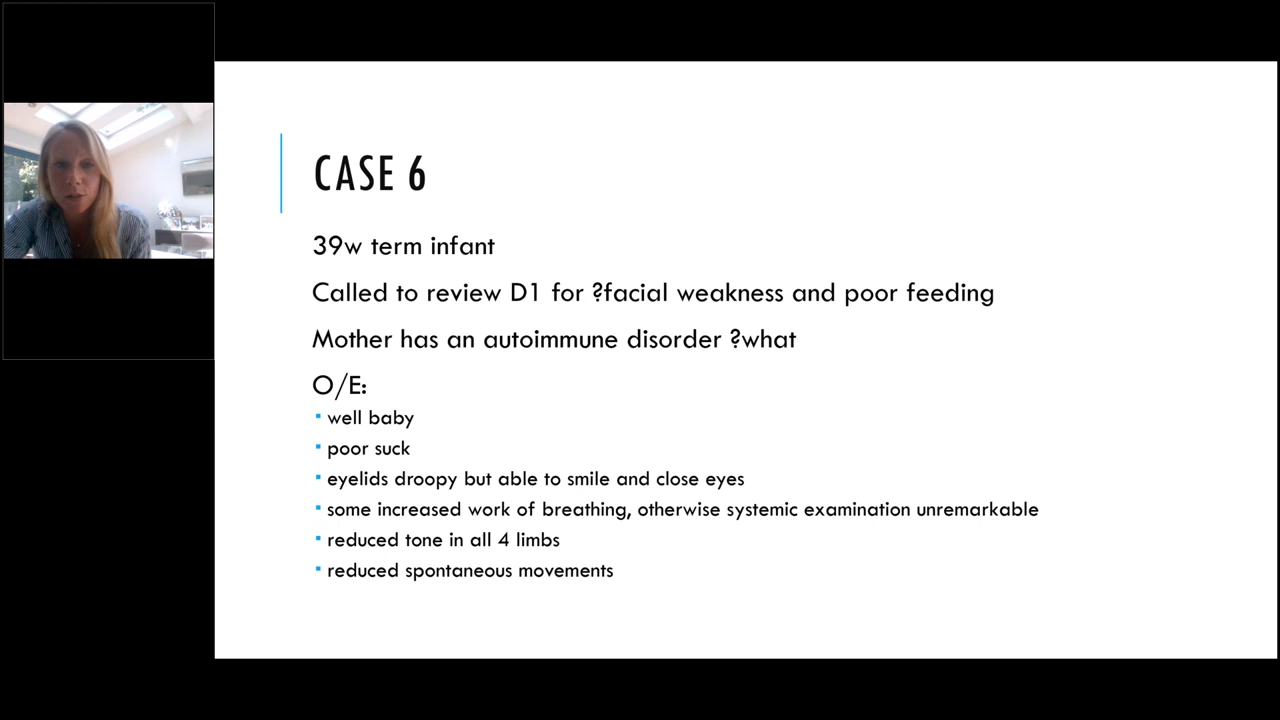 CASE 6
39w term infant
Called to review D1 for ?facial weakness and poor feeding
Mother has an autoimmune disorder ?what
O/E:
▪ well baby
▪ poor suck
▪ eyelids droopy but able to smile and close eyes
▪ some increased work of breathing, otherwise systemic examination unremarkable
▪ reduced tone in all 4 limbs
▪ reduced spontaneous movements